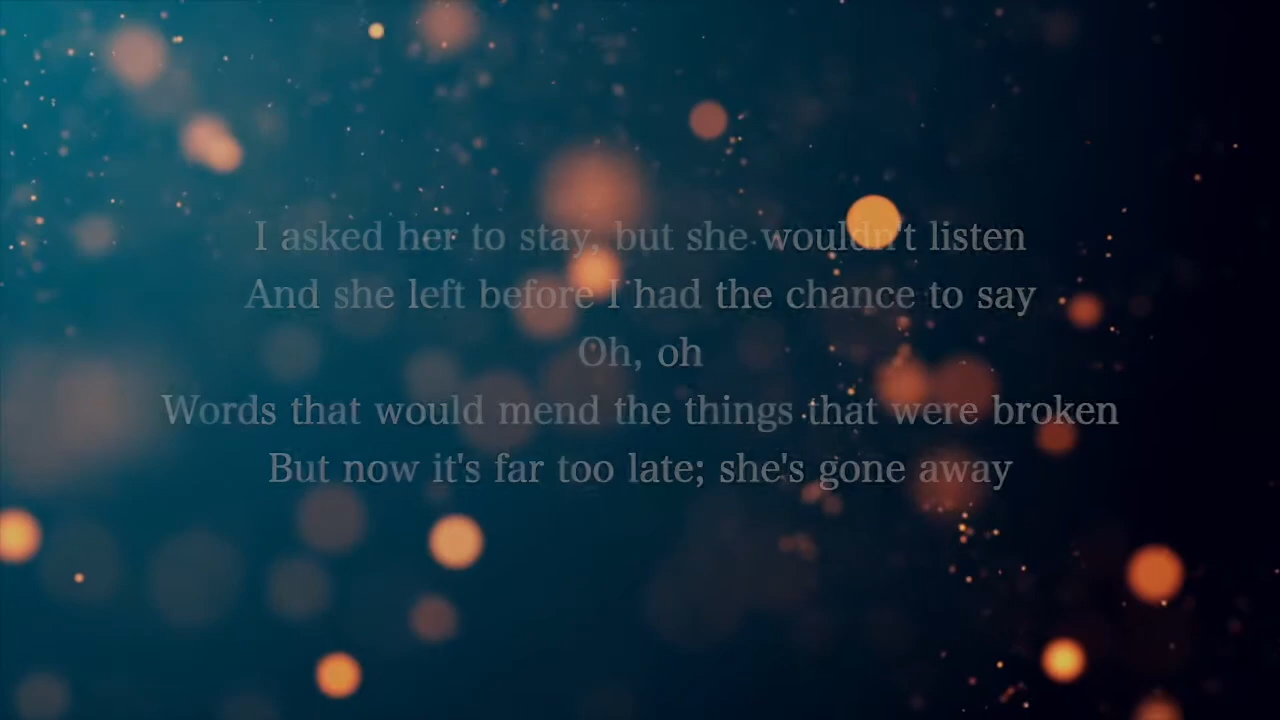 I asked her to stay, but she wouldn't listen
And she left before I had the chance to say
Oh, oh
Words that would mend the things that were broken
But now it's far too late; she's gone away